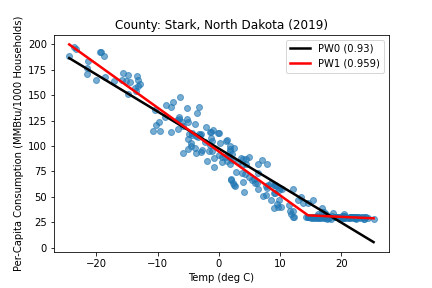 County: Stark, North Dakota (2019)
PW0 (0.93)
PW1 (0.959)
Per-Capita Consumption (MMBtu/1000 Households)
200
175
150
125
100
75
50
25
0
−20
−10
0
10
20
Temp (deg C)